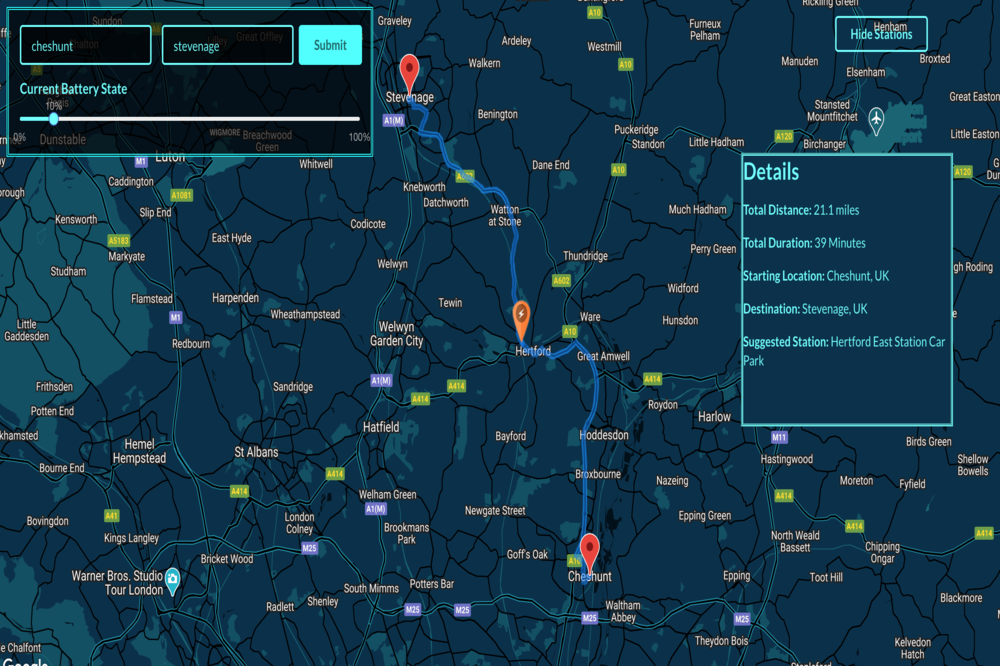 cheshunt
stevenage
Submit
Current Battery State
10%
0%
100%
Hide Stations
Details
Total Distance: 21.1 miles
Total Duration: 39 Minutes
Starting Location: Cheshunt, UK
Destination: Stevenage, UK
Suggested Station: Hertford East Station Car
Park
Sundon
Great Offley
Graveley
A10
Furneux
Pelham
Rickling Green
Henham
Ardeley
Westmill
Broxted
Walkern
A10
Manuden
Elsenham
Stevenage
Stansted
Mountfitchet
Great Easton
A1(M)
Benington
Puckeridge
Standon
Little Hadham
A120
Birchanger
Little Easton
Dunstable
WIGMORE
Breachwood
Green
M1
Luton
Whitwell
Dane End
A10
A120
Caddington
A1081
Knebworth
Datchworth
Slip End
Watton
at Stone
Much Hadham
Kensworth
Codicote
A5183
East Hyde
Markyate
Perry Green
Studham
Welwyn
Thundridge
gh Roding
A602
Widford
Flamstead
Harpenden
Tewin
M1
Wheathampstead
Ware
Hunsdon
Little
Gaddesden
Welwyn
Garden City
A10
Redbourn
Hertford
Great Amwell
Frithsden
Sandridge
A1(M)
A414
A414
A414
Roydon
Harlow
Potten End
Hatfield
Bayford
Hoddesdon
M11
khamsted
Hemel
Hempstead
St Albans
Birds Green
Bourne End
A414
Broxbourne
Nazeing
Hastingwood
Shellow
Bowells
Moreton
Fyfield
A414
Welham Green
A414
Bovingdon
A41
London
Colney
A1(M)
Newgate Street
Epping Green
A414
A414
Kings Langley
Brookmans
Park
North Weald
Bassett
M25
Bricket Wood
Goff's Oak
Chipping
Ongar
Warner Bros. Studio
Tour London
South Mimms
Potters Bar
Cheshunt
Epping
Toot Hill
Radlett
Shenley
M25
M25
M25
Waltham
Abbey
M25
Blackmore
Theydon Bois
Kelvedon
Hatch
e Chalfont
Google